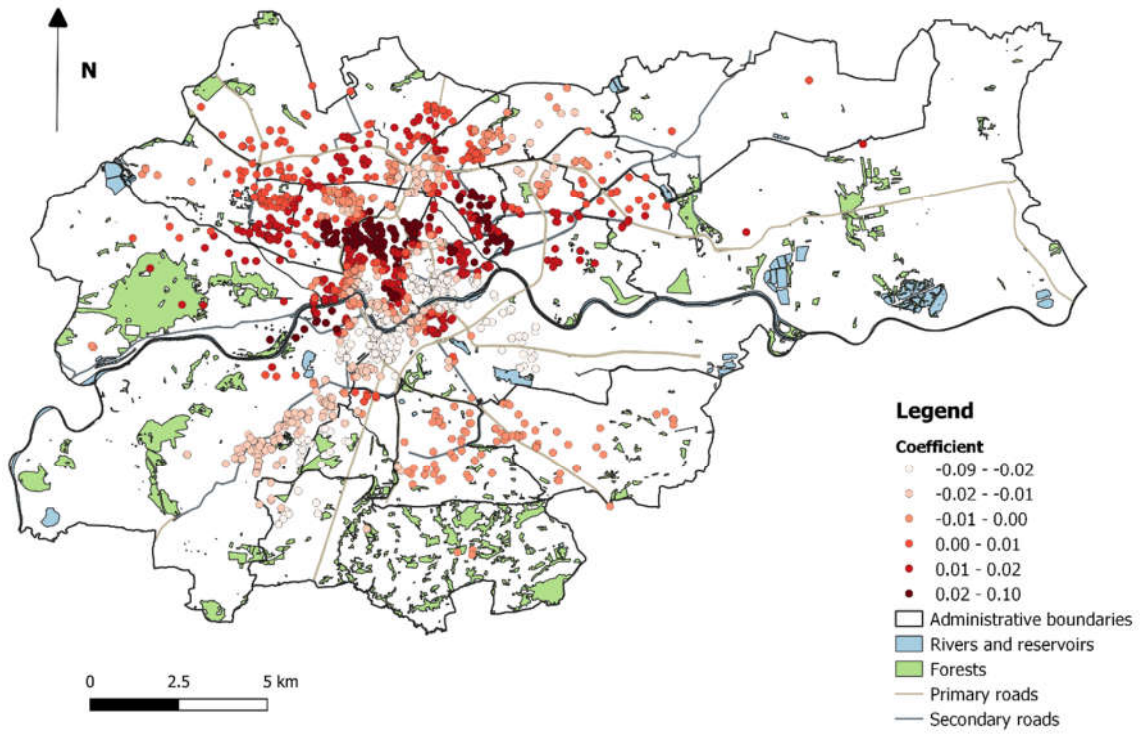 N
Legend
Coefficient
-0.09 - -0.02
-0.02 - -0.01
-0.01 - 0.00
0.00 - 0.01
0.01 - 0.02
0.02 - 0.10
Administrative boundaries
Rivers and reservoirs
Forests
Primary roads
Secondary roads
0 2.5 5 km